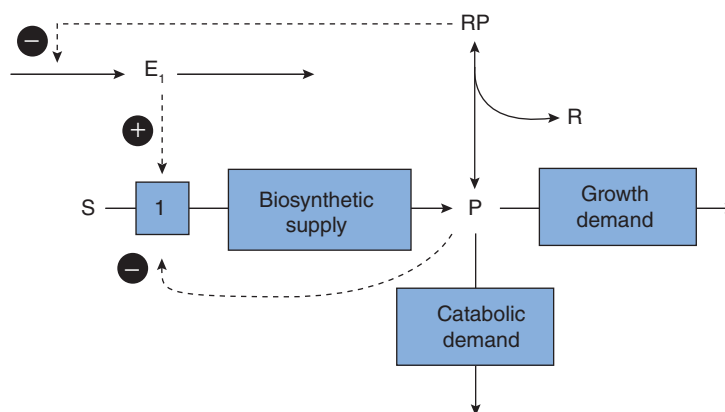 −
RP
E₁
+
R
S
1
Biosynthetic
supply
P
Growth
demand
−
Catabolic
demand